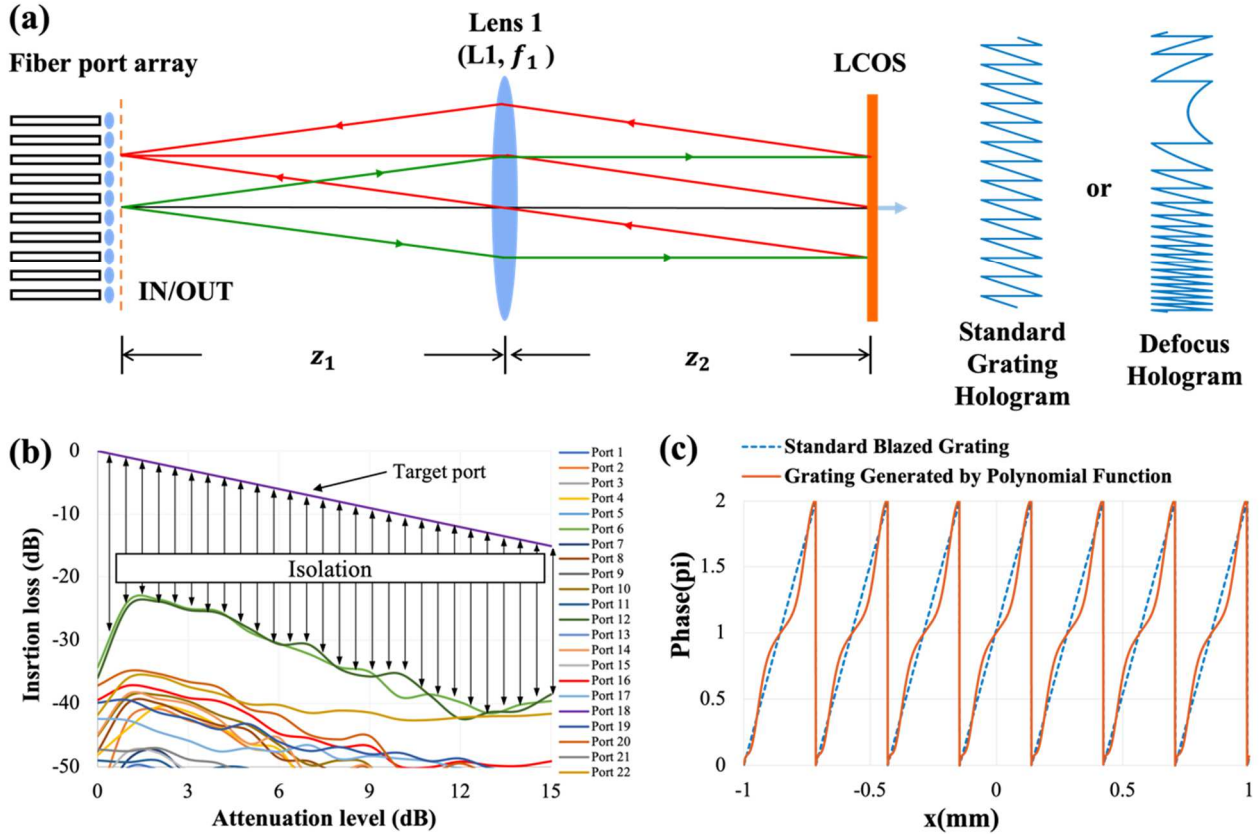 (a)
Fiber port array
Lens 1
(L1, f₁ )
LCOS
IN/OUT
z₁
z₂
or
Standard
Grating
Hologram
Defocus
Hologram
(b)
Insrtion loss (dB)
0
-10
-20
-30
-40
-50
Target port
Isolation
0
3
6
9
12
15
Attenuation level (dB)
Port 1
Port 2
Port 3
Port 4
Port 5
Port 6
Port 7
Port 8
Port 9
Port 10
Port 11
Port 12
Port 13
Port 14
Port 15
Port 16
Port 17
Port 18
Port 19
Port 20
Port 21
Port 22
(c)
Standard Blazed Grating
Grating Generated by Polynomial Function
Phase(pi)
2
1.5
1
0.5
0
-1
-0.5
0
0.5
1
x(mm)